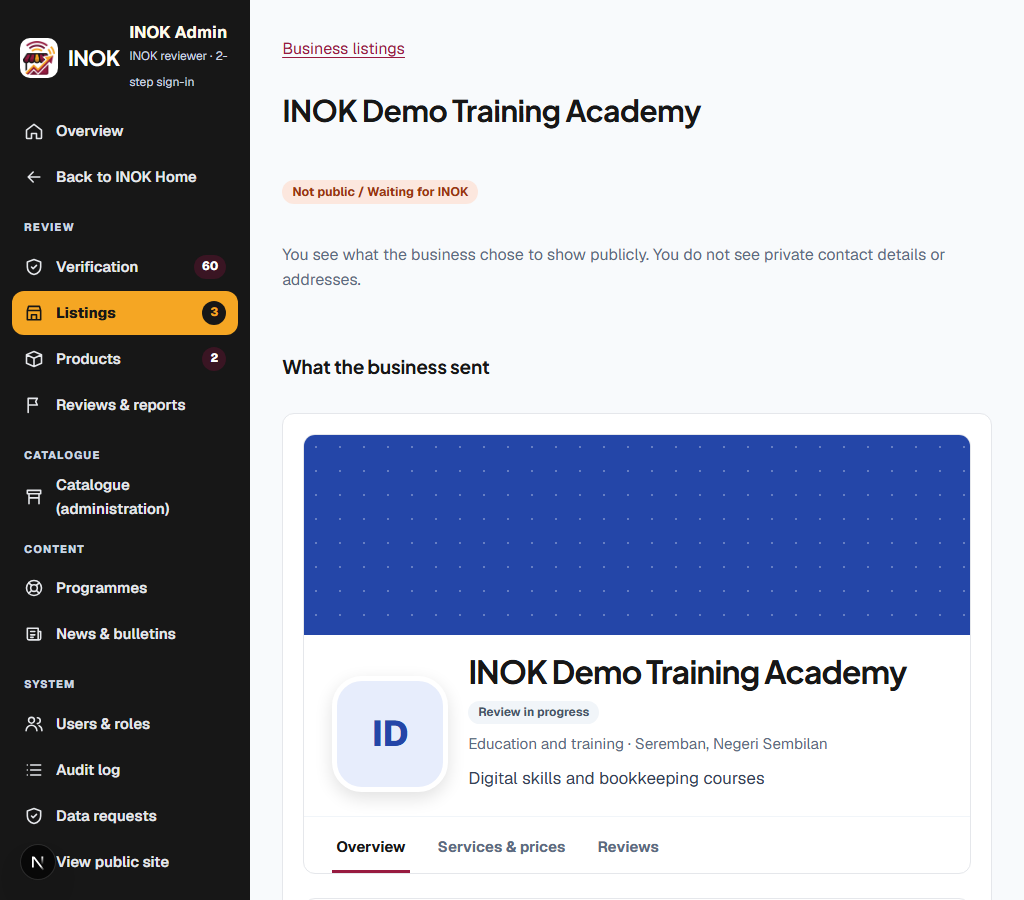 INOK
INOK Admin
INOK reviewer · 2-
step sign-in
Overview
Back to INOK Home
REVIEW
Verification 60
Listings 3
Products 2
Reviews & reports
CATALOGUE
Catalogue
(administration)
CONTENT
Programmes
News & bulletins
SYSTEM
Users & roles
Audit log
Data requests
N View public site
Business listings
INOK Demo Training Academy
Not public / Waiting for INOK
You see what the business chose to show publicly. You do not see private contact details or
addresses.
What the business sent
ID
INOK Demo Training Academy
Review in progress
Education and training · Seremban, Negeri Sembilan
Digital skills and bookkeeping courses
Overview Services & prices Reviews